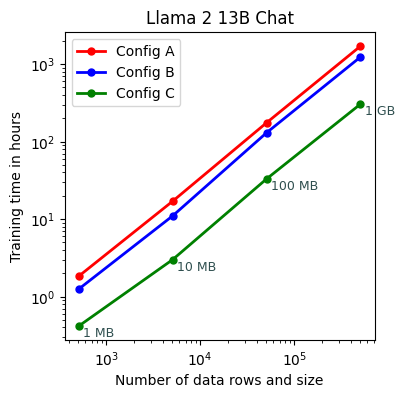 Llama 2 13B Chat
Config A
Config B
Config C
10³
10²
10¹
10⁰
Training time in hours
1 GB
100 MB
10 MB
1 MB
10³ 10⁴ 10⁵
Number of data rows and size